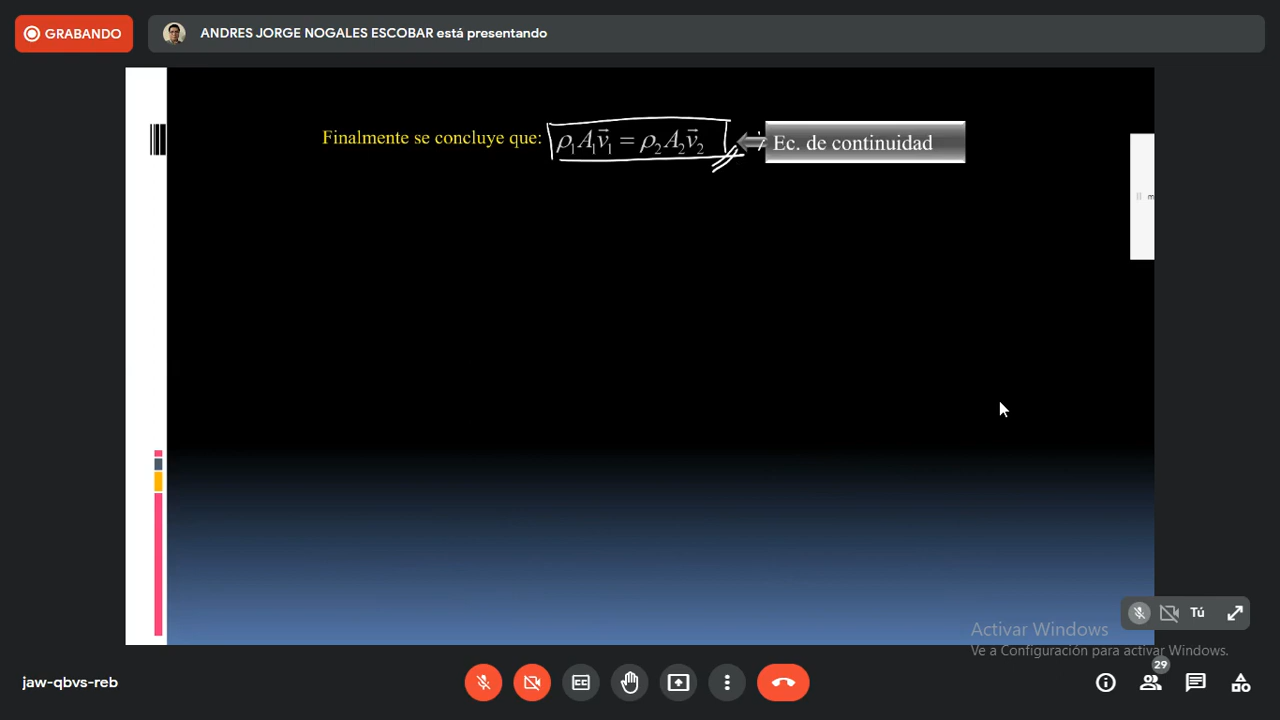 GRABANDO
ANDRES JORGE NOGALES ESCOBAR está presentando
Finalmente se concluye que: ρ₁A₁v⃗₁ = ρ₂A₂v⃗₂
Ec. de continuidad
Tú
Activar Windows
Ve a Configuración para activar Windows.
jaw-qbvs-reb
29